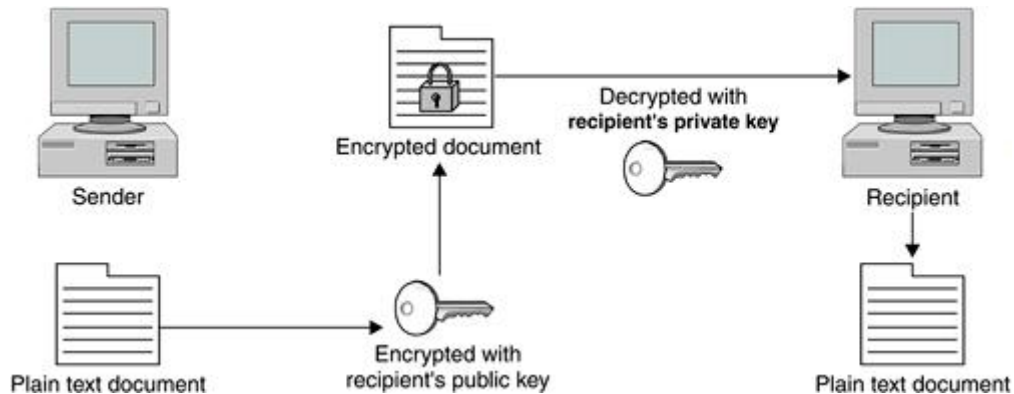 Sender
Encrypted document
Decrypted with
recipient's private key
Recipient
Plain text document
Encrypted with
recipient's public key
Plain text document